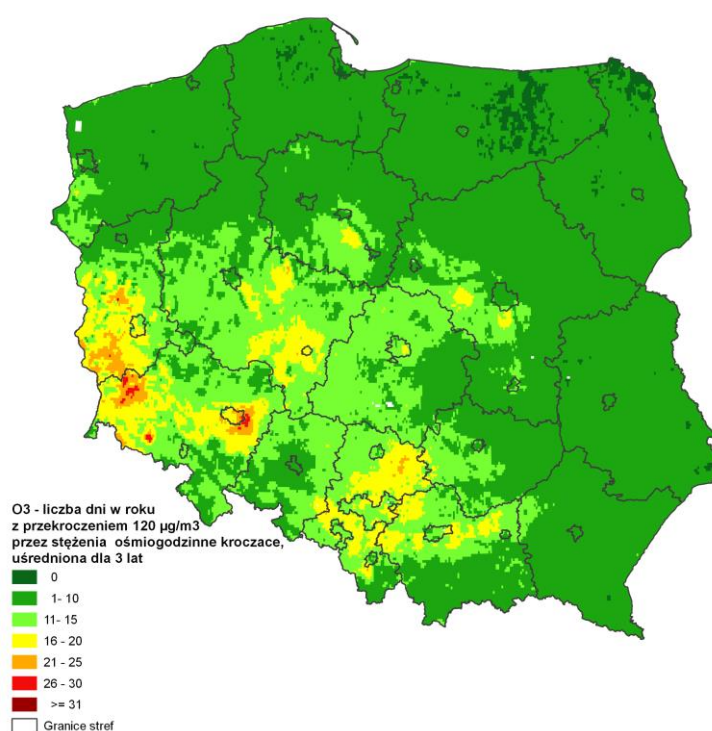 O3 - liczba dni w roku
z przekroczeniem 120 µg/m3
przez stężenia ośmiogodzinne kroczace,
uśredniona dla 3 lat
0
1- 10
11- 15
16 - 20
21 - 25
26 - 30
>= 31
Granice stref